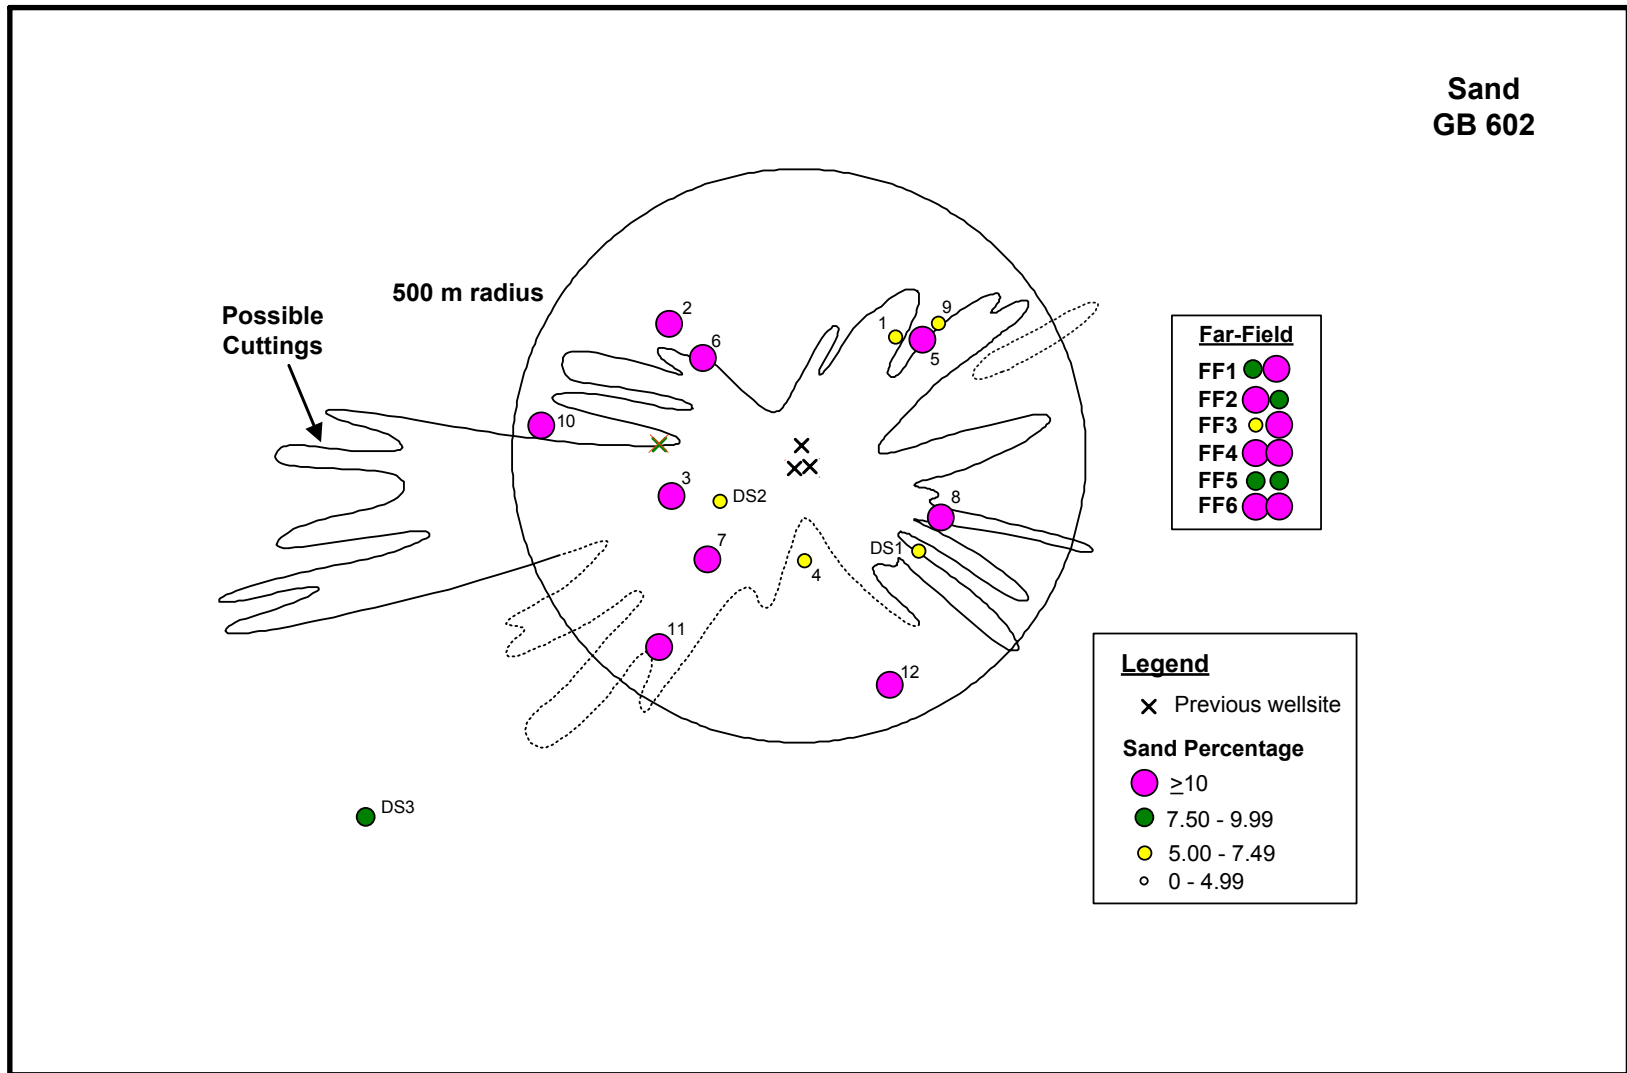 Sand
GB 602
500 m radius
Possible
Cuttings
2
6
10
3
DS2
7
11
1
9
5
8
DS1
4
12
DS3
Far-Field
FF1
FF2
FF3
FF4
FF5
FF6
Legend
Previous wellsite
Sand Percentage
≥10
7.50 - 9.99
5.00 - 7.49
0 - 4.99